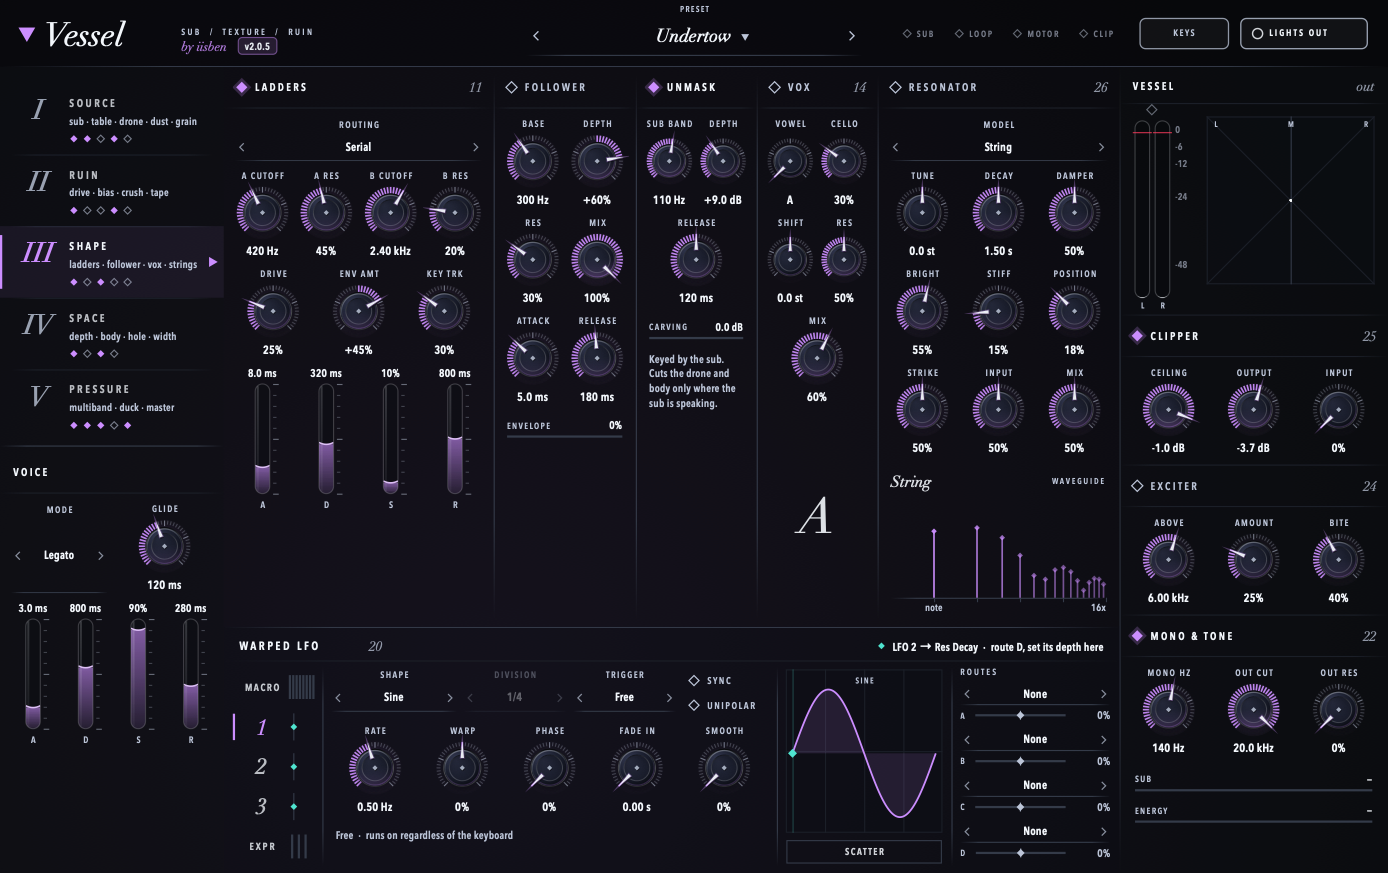 Vessel
SUB / TEXTURE / RUIN
by üsben v2.0.5
PRESET
Undertow
SUB LOOP MOTOR CLIP
KEYS
LIGHTS OUT
I
SOURCE
sub · table · drone · dust · grain
II
RUIN
drive · bias · crush · tape
III
SHAPE
ladders · follower · vox · strings
IV
SPACE
depth · body · hole · width
V
PRESSURE
multiband · duck · master
VOICE
MODE
GLIDE
Legato
120 ms
3.0 ms 800 ms 90% 280 ms
A D S R
LADDERS 11
ROUTING
Serial
A CUTOFF A RES B CUTOFF B RES
420 Hz 45% 2.40 kHz 20%
DRIVE ENV AMT KEY TRK
25% +45% 30%
8.0 ms 320 ms 10% 800 ms
A D S R
FOLLOWER
BASE DEPTH
300 Hz +60%
RES MIX
30% 100%
ATTACK RELEASE
5.0 ms 180 ms
ENVELOPE 0%
UNMASK
SUB BAND DEPTH
110 Hz +9.0 dB
RELEASE
120 ms
CARVING 0.0 dB
Keyed by the sub.
Cuts the drone and
body only where the
sub is speaking.
VOX 14
VOWEL CELLO
A 30%
SHIFT RES
0.0 st 50%
MIX
60%
A
RESONATOR 26
MODEL
String
TUNE DECAY DAMPER
0.0 st 1.50 s 50%
BRIGHT STIFF POSITION
55% 15% 18%
STRIKE INPUT MIX
50% 50% 50%
String WAVEGUIDE
note 16x
VESSEL out
L M R
0
-6
-12
-24
-48
L R
CLIPPER 25
CEILING OUTPUT INPUT
-1.0 dB -3.7 dB 0%
EXCITER 24
ABOVE AMOUNT BITE
6.00 kHz 25% 40%
MONO & TONE 22
MONO HZ OUT CUT OUT RES
140 Hz 20.0 kHz 0%
SUB –
ENERGY –
WARPED LFO 20
LFO 2 → Res Decay · route D, set its depth here
MACRO
1
2
3
EXPR
SHAPE DIVISION TRIGGER
Sine 1/4 Free
SYNC
UNIPOLAR
RATE WARP PHASE FADE IN SMOOTH
0.50 Hz 0% 0% 0.00 s 0%
Free · runs on regardless of the keyboard
SINE
SCATTER
ROUTES
None
A 0%
None
B 0%
None
C 0%
None
D 0%